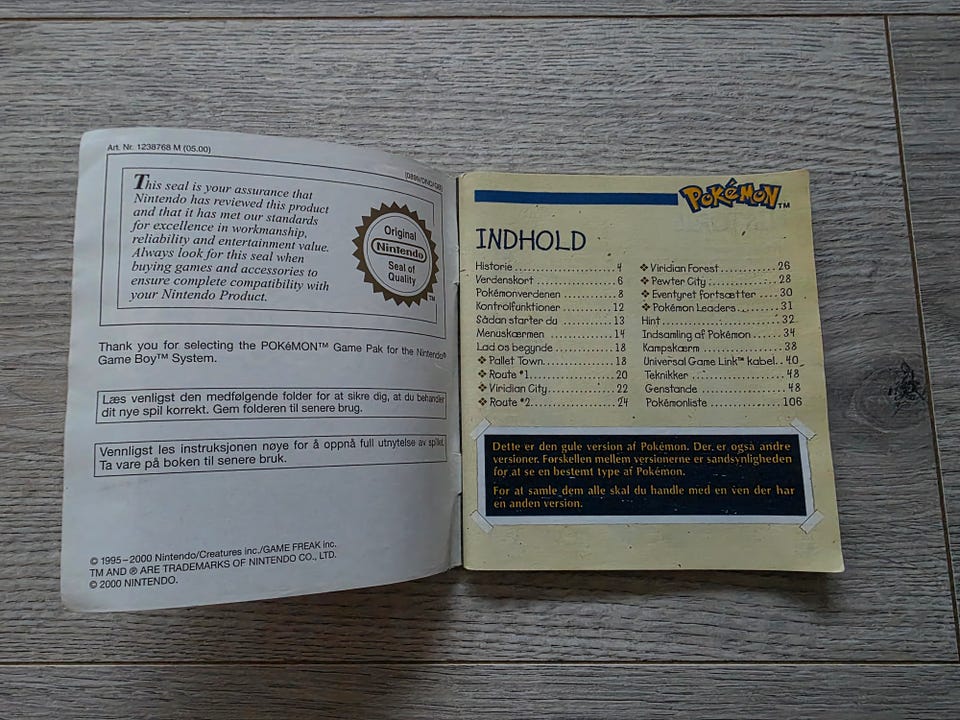 Art. Nr. 1238768 M (05.00)
(0899/DNO/GB)
This seal is your assurance that
Nintendo has reviewed this product
and that it has met our standards
for excellence in workmanship,
reliability and entertainment value.
Always look for this seal when
buying games and accessories to
ensure complete compatibility with
your Nintendo Product.
Original
Nintendo
Seal of
Quality
TM
Thank you for selecting the POKéMON™ Game Pak for the Nintendo®
Game Boy™ System.
Læs venligst den medfølgende folder for at sikre dig, at du behandler
dit nye spil korrekt. Gem folderen til senere brug.
Vennligst les instruksjonen nøye for å oppnå full utnytelse av spillet.
Ta vare på boken til senere bruk.
© 1995–2000 Nintendo/Creatures inc./GAME FREAK inc.
TM AND ® ARE TRADEMARKS OF NINTENDO CO., LTD.
© 2000 NINTENDO.
POKéMON™
INDHOLD
Historie 4
Verdenskort 6
Pokémonverdenen 8
Kontrolfunktioner 12
Sådan starter du 13
Menuskærmen 14
Lad os begynde 18
❖ Pallet Town 18
❖ Route #1 20
❖ Viridian City 22
❖ Route #2 24
❖ Viridian Forest 26
❖ Pewter City 28
❖ Eventyret fortsætter 30
❖ Pokémon Leaders 31
Hint 32
Indsamling af Pokémon 34
Kampskærm 38
Universal Game Link™ kabel 40
Teknikker 48
Genstande 48
Pokémonliste 106
Dette er den gule version af Pokémon. Der er også andre
versioner. Forskellen mellem versionerne er sandsynligheden
for at se en bestemt type af Pokémon.
For at samle dem alle skal du handle med en ven der har
en anden version.